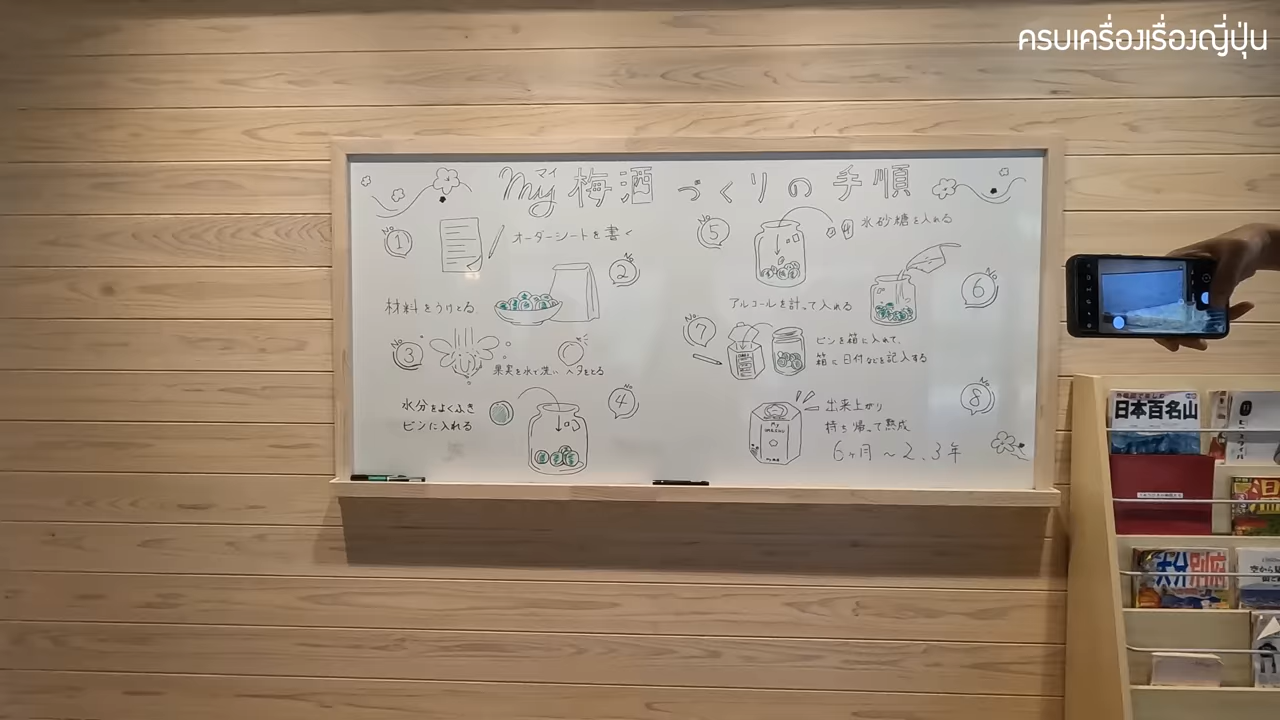 ครบเครื่องเรื่องญี่ปุ่น
マイ
My梅酒づくりの手順
No 1 オーダーシートを書く
No 2
材料をうけとる
No 3
果実を水で洗い ヘタをとる
No 4
水分をよくふき
ビンに入れる
No 5
氷砂糖を入れる
No 6
アルコールを計って入れる
No 7
ビンを箱に入れて、
箱に日付などを記入する
No 8
出来上がり
持ち帰って熟成
6ヶ月～2、3年
日本百名山
空から見